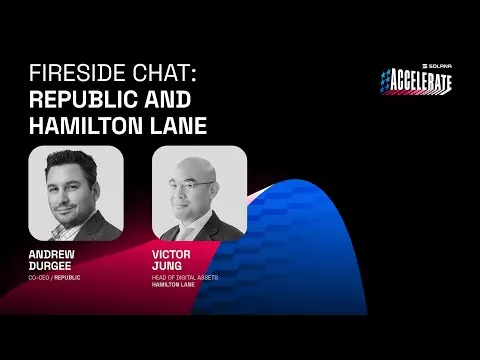 FIRESIDE CHAT:
REPUBLIC AND
HAMILTON LANE
SOLANA
ACCELERATE
ANDREW
DURGEE
CO-CEO / REPUBLIC
VICTOR
JUNG
HEAD OF DIGITAL ASSETS
HAMILTON LANE